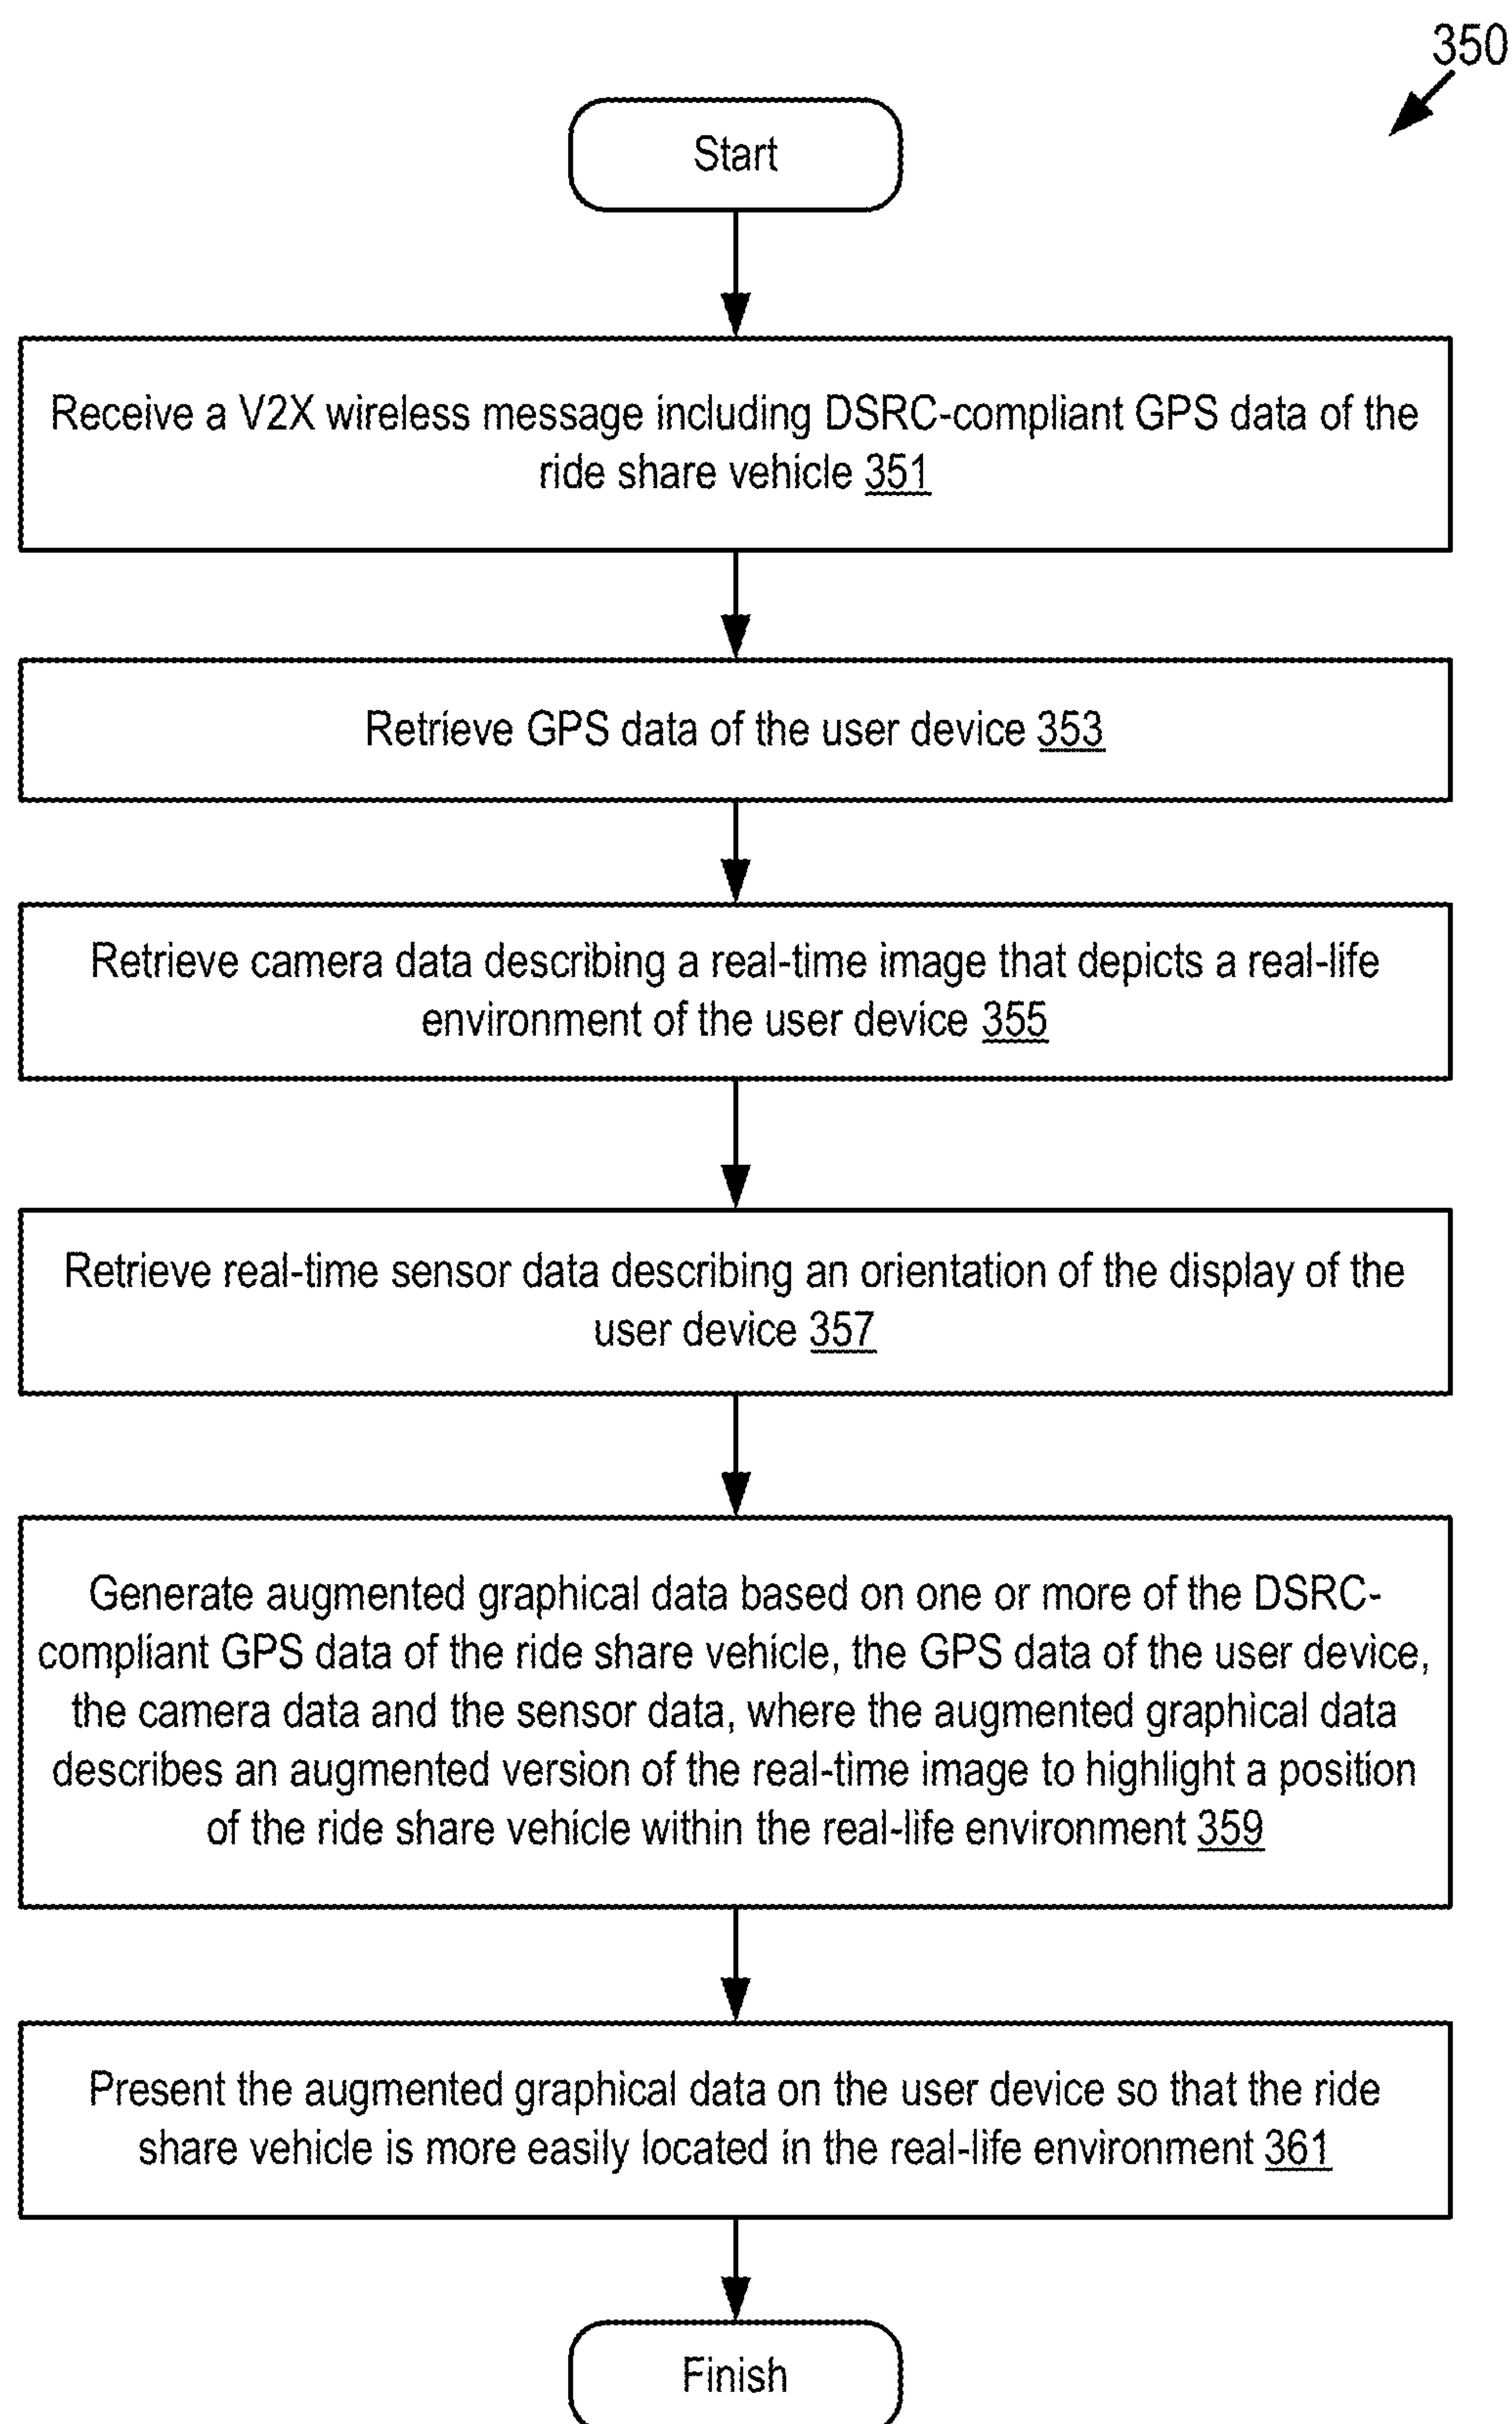 350
Start
Receive a V2X wireless message including DSRC-compliant GPS data of the
ride share vehicle 351
Retrieve GPS data of the user device 353
Retrieve camera data describing a real-time image that depicts a real-life
environment of the user device 355
Retrieve real-time sensor data describing an orientation of the display of the
user device 357
Generate augmented graphical data based on one or more of the DSRC-
compliant GPS data of the ride share vehicle, the GPS data of the user device,
the camera data and the sensor data, where the augmented graphical data
describes an augmented version of the real-time image to highlight a position
of the ride share vehicle within the real-life environment 359
Present the augmented graphical data on the user device so that the ride
share vehicle is more easily located in the real-life environment 361
Finish